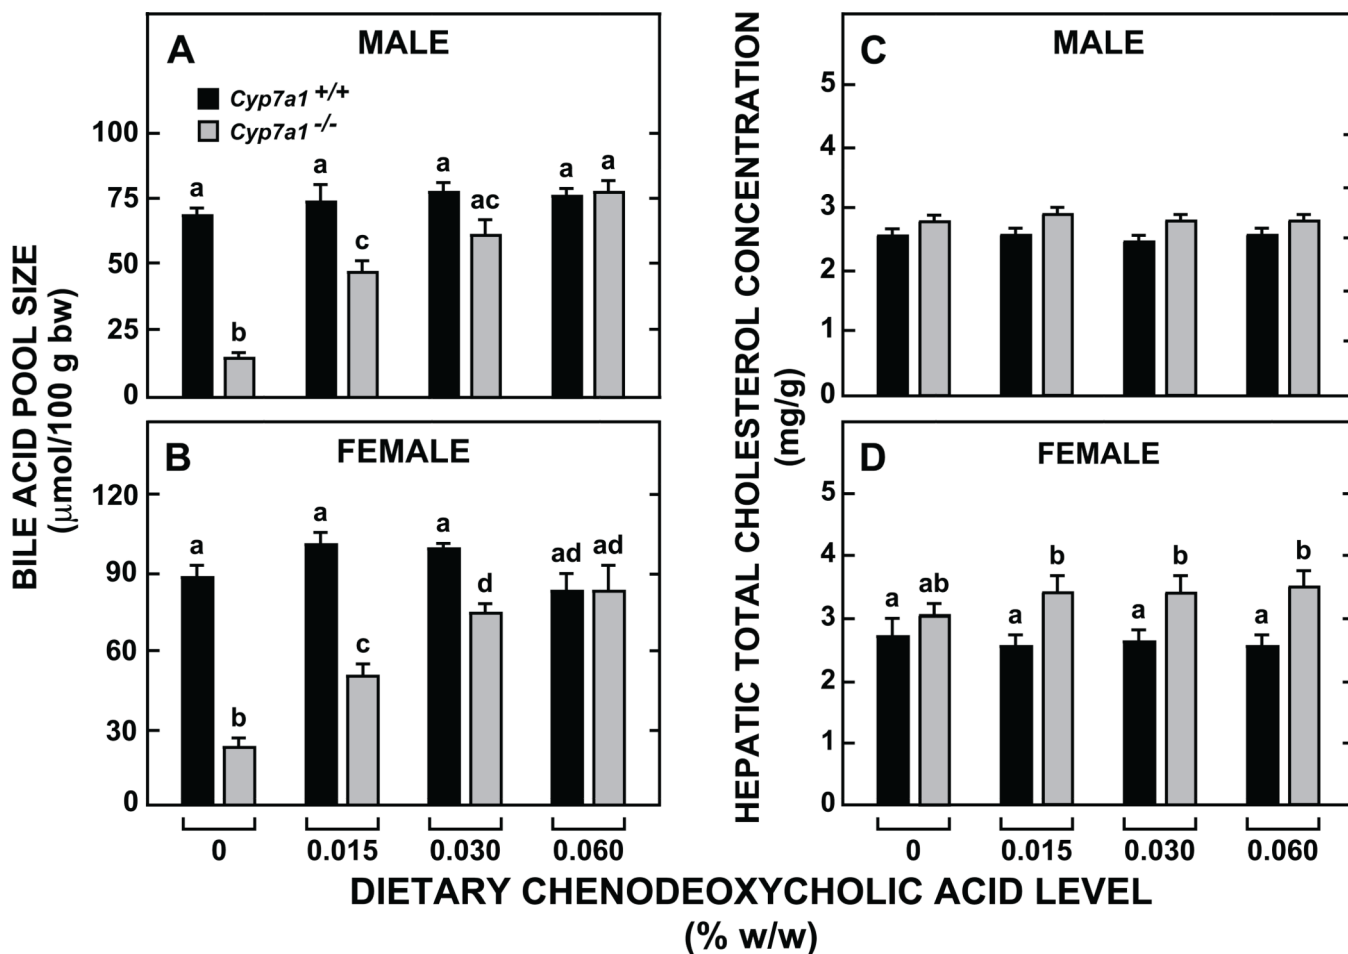 A
MALE
Cyp7a1 +/+
Cyp7a1 -/-
100
75
50
25
0
a
b
a
c
a
ac
a
a
B
FEMALE
120
90
60
30
0
a
b
a
c
a
d
ad
ad
0
0.015
0.030
0.060
BILE ACID POOL SIZE
(μmol/100 g bw)
C
MALE
5
4
3
2
1
0
D
FEMALE
5
4
3
2
1
0
a
ab
a
b
a
b
a
b
0
0.015
0.030
0.060
HEPATIC TOTAL CHOLESTEROL CONCENTRATION
(mg/g)
DIETARY CHENODEOXYCHOLIC ACID LEVEL
(% w/w)